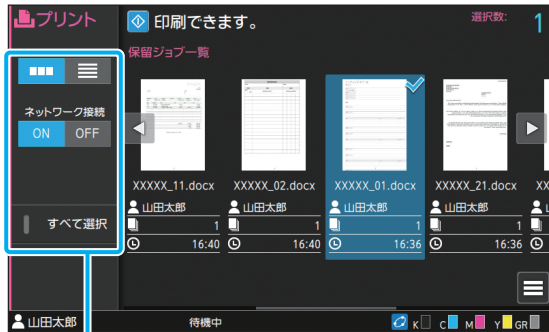 プリント
印刷できます。
選択数:
1
保留ジョブ一覧
ネットワーク接続
ON OFF
XXXXX_11.docx XXXXX_02.docx XXXXX_01.docx XXXXX_21.docx XX
山田太郎 山田太郎 山田太郎 山田太郎
1 1 1 1
16:40 16:40 16:36 16:36
すべて選択
山田太郎 待機中 K C M Y GR